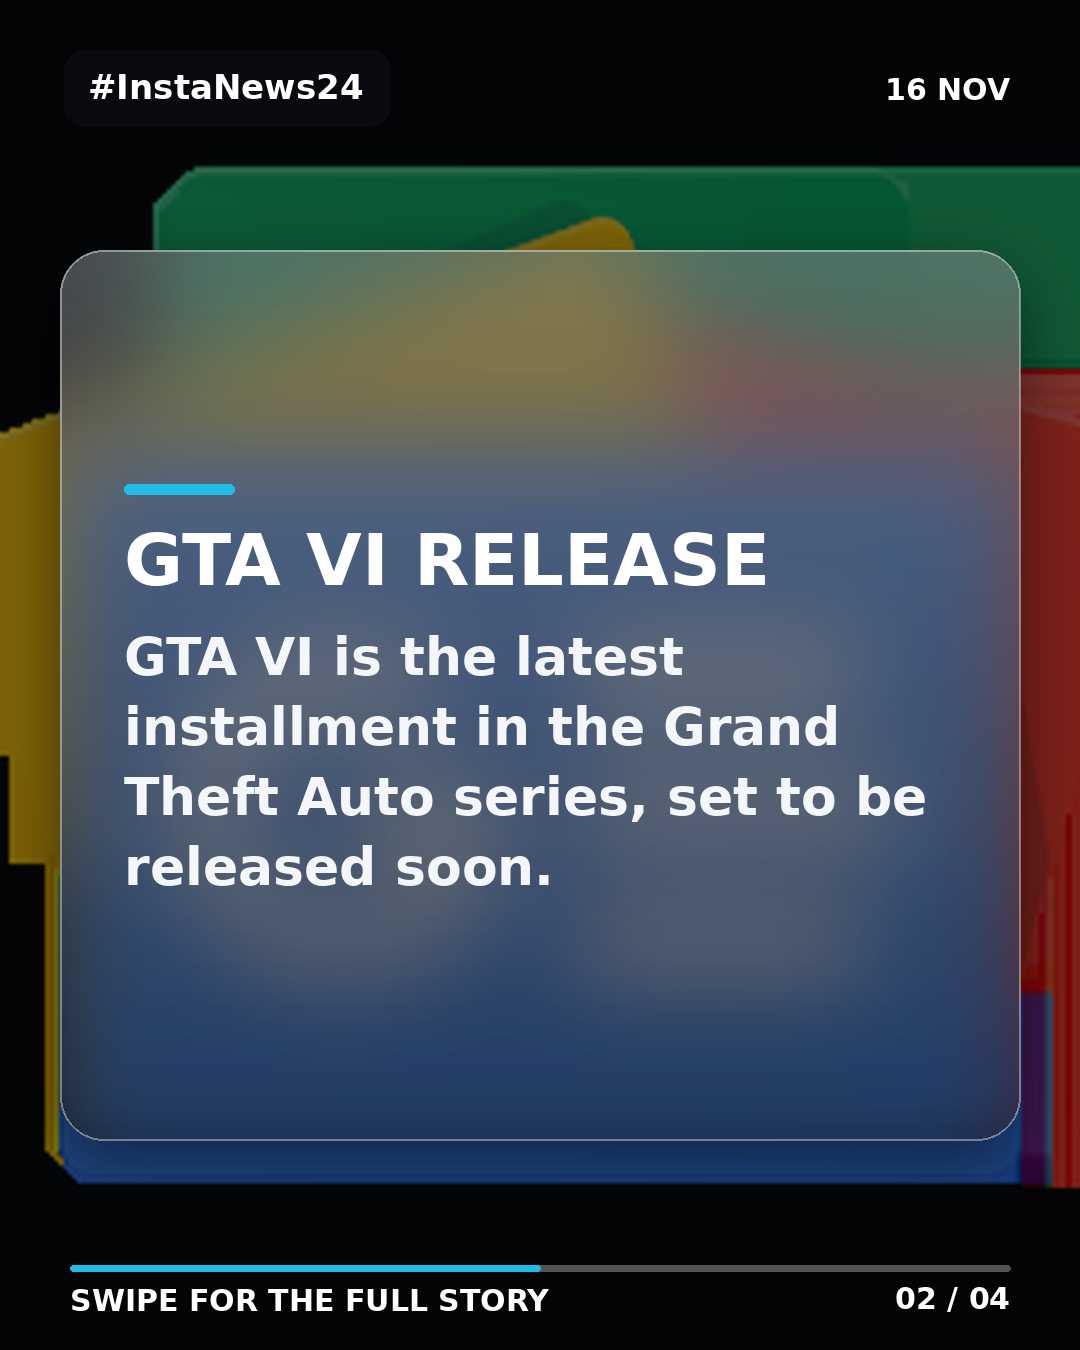 #InstaNews24
16 NOV
GTA VI RELEASE
GTA VI is the latest
installment in the Grand
Theft Auto series, set to be
released soon.
SWIPE FOR THE FULL STORY
02 / 04